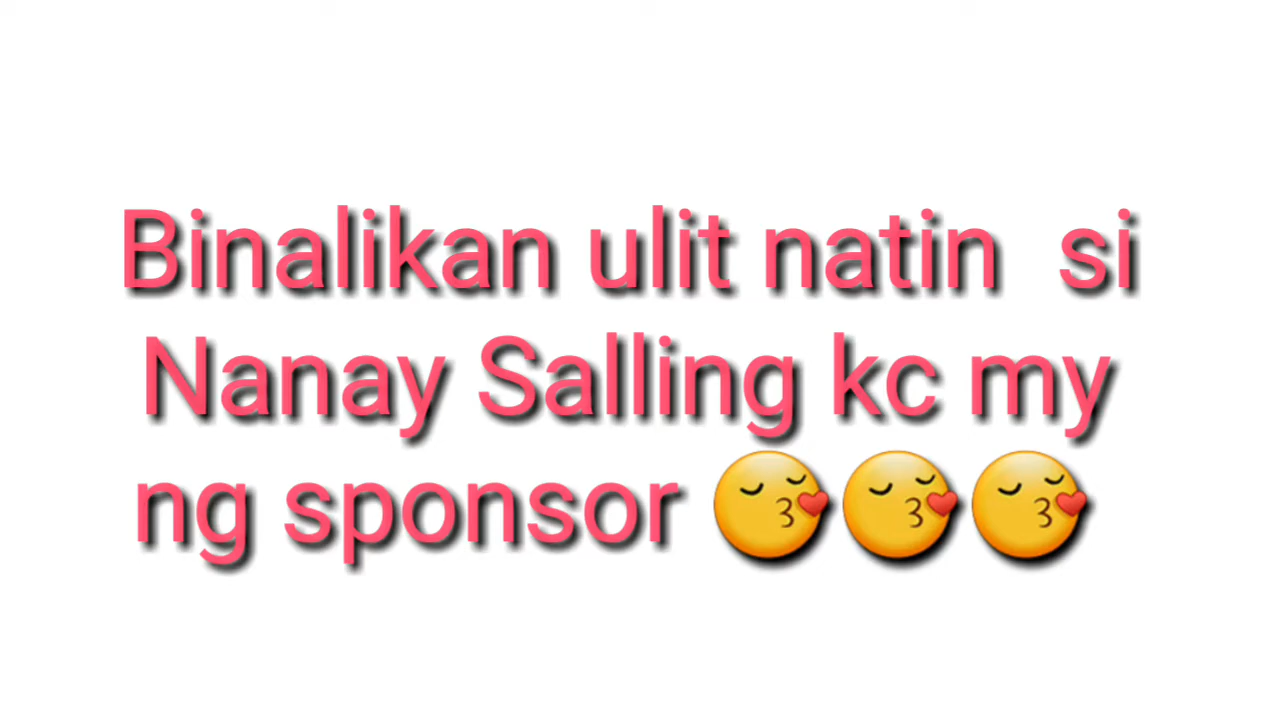 Binalikan ulit natin  si
Nanay Salling kc my
ng sponsor 😚😚😚